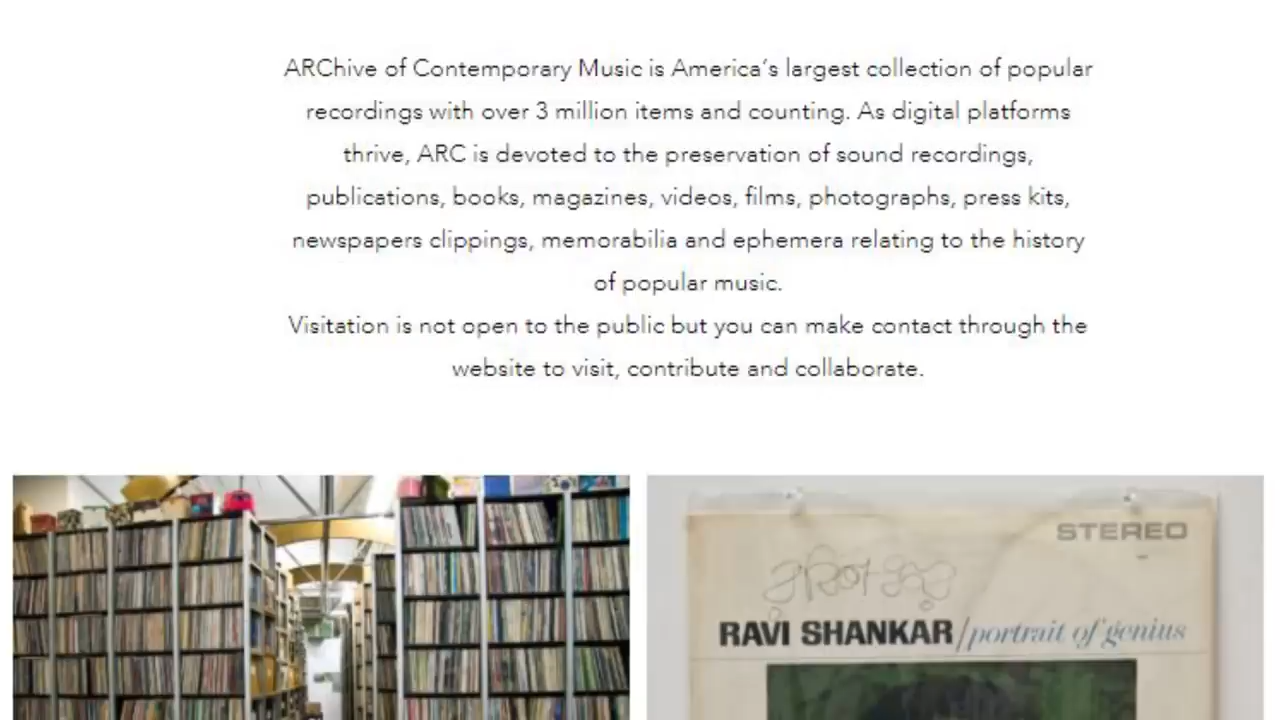 ARChive of Contemporary Music is America's largest collection of popular
recordings with over 3 million items and counting. As digital platforms
thrive, ARC is devoted to the preservation of sound recordings,
publications, books, magazines, videos, films, photographs, press kits,
newspapers clippings, memorabilia and ephemera relating to the history
of popular music.
Visitation is not open to the public but you can make contact through the
website to visit, contribute and collaborate.
STEREO
RAVI SHANKAR/portrait of genius